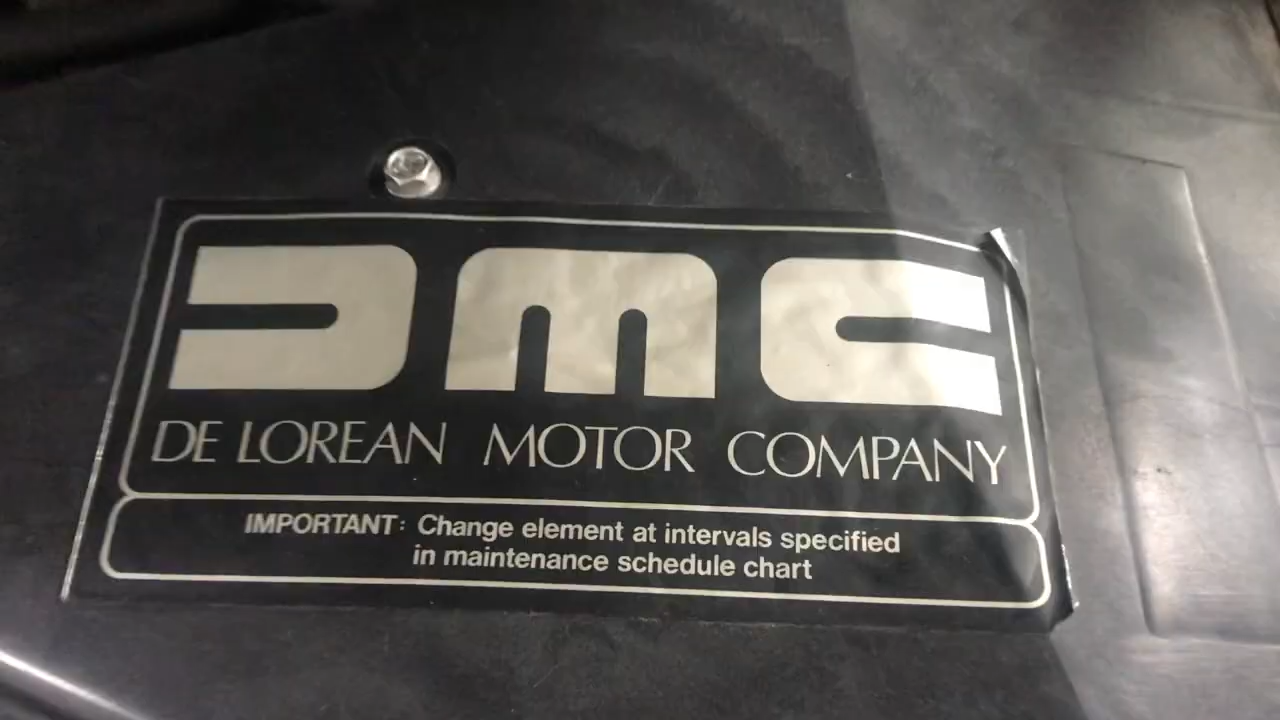 DMC
DE LOREAN MOTOR COMPANY
IMPORTANT: Change element at intervals specified
in maintenance schedule chart